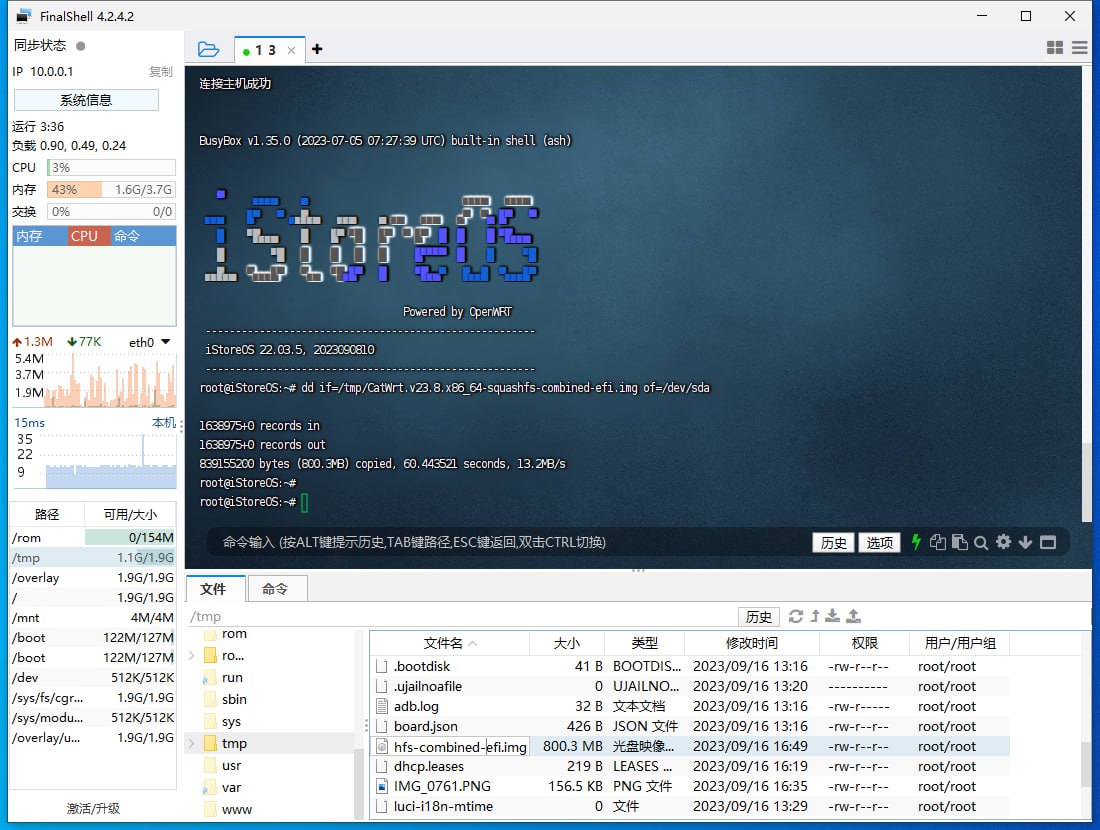 FinalShell 4.2.4.2
同步状态
IP 10.0.0.1 复制
系统信息
运行 3:36
负载 0.90, 0.49, 0.24
CPU 3%
内存 43% 1.6G/3.7G
交换 0% 0/0
内存 CPU 命令
1.3M 77K eth0
5.4M
3.7M
1.9M
15ms 本机
35
22
9
路径 可用/大小
/rom 0/154M
/tmp 1.1G/1.9G
/overlay 1.9G/1.9G
/ 1.9G/1.9G
/mnt 4M/4M
/boot 122M/127M
/boot 122M/127M
/dev 512K/512K
/sys/fs/cgr... 1.9G/1.9G
/sys/modu... 512K/512K
/overlay/u... 1.9G/1.9G
激活/升级
1 3
连接主机成功
BusyBox v1.35.0 (2023-07-05 07:27:39 UTC) built-in shell (ash)
iStoreOS
Powered by OpenWRT
-----------------------------------------------------
iStoreOS 22.03.5, 2023090810
-----------------------------------------------------
root@iStoreOS:~# dd if=/tmp/CatWrt.v23.8.x86_64-squashfs-combined-efi.img of=/dev/sda
1638975+0 records in
1638975+0 records out
839155200 bytes (800.3MB) copied, 60.443521 seconds, 13.2MB/s
root@iStoreOS:~#
root@iStoreOS:~#
命令输入 (按ALT键提示历史,TAB键路径,ESC键返回,双击CTRL切换) 历史 选项
文件 命令
/tmp 历史
rom
ro...
run
sbin
sys
tmp
usr
var
www
文件名 大小 类型 修改时间 权限 用户/用户组
.bootdisk 41 B BOOTDIS... 2023/09/16 13:16 -rw-r--r-- root/root
.ujailnoafile 0 UJAILNO... 2023/09/16 13:20 ---------- root/root
adb.log 32 B 文本文档 2023/09/16 13:16 -rw-r----- root/root
board.json 426 B JSON 文件 2023/09/16 13:16 -rw-r--r-- root/root
hfs-combined-efi.img 800.3 MB 光盘映像... 2023/09/16 16:49 -rw-r--r-- root/root
dhcp.leases 219 B LEASES ... 2023/09/16 16:19 -rw-r--r-- root/root
IMG_0761.PNG 156.5 KB PNG 文件 2023/09/16 16:35 -rw-r--r-- root/root
luci-i18n-mtime 0 文件 2023/09/16 13:29 -rw-r--r-- root/root